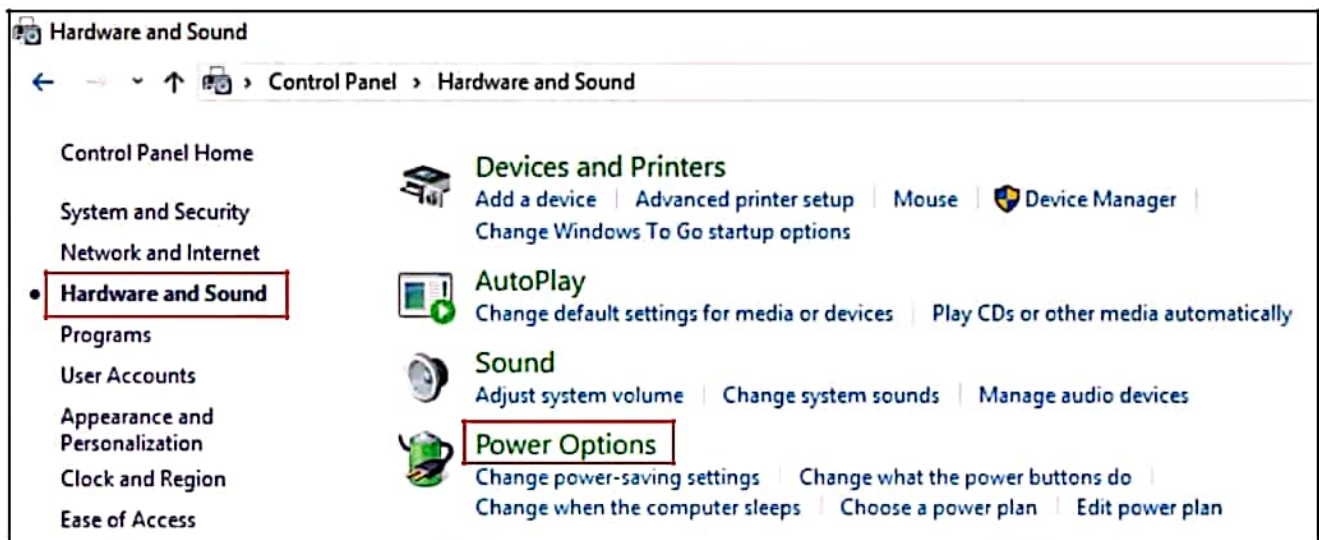 Hardware and Sound
Control Panel › Hardware and Sound
Control Panel Home
System and Security
Network and Internet
Hardware and Sound
Programs
User Accounts
Appearance and
Personalization
Clock and Region
Ease of Access
Devices and Printers
Add a device | Advanced printer setup | Mouse | Device Manager |
Change Windows To Go startup options
AutoPlay
Change default settings for media or devices | Play CDs or other media automatically
Sound
Adjust system volume | Change system sounds | Manage audio devices
Power Options
Change power-saving settings | Change what the power buttons do |
Change when the computer sleeps | Choose a power plan | Edit power plan